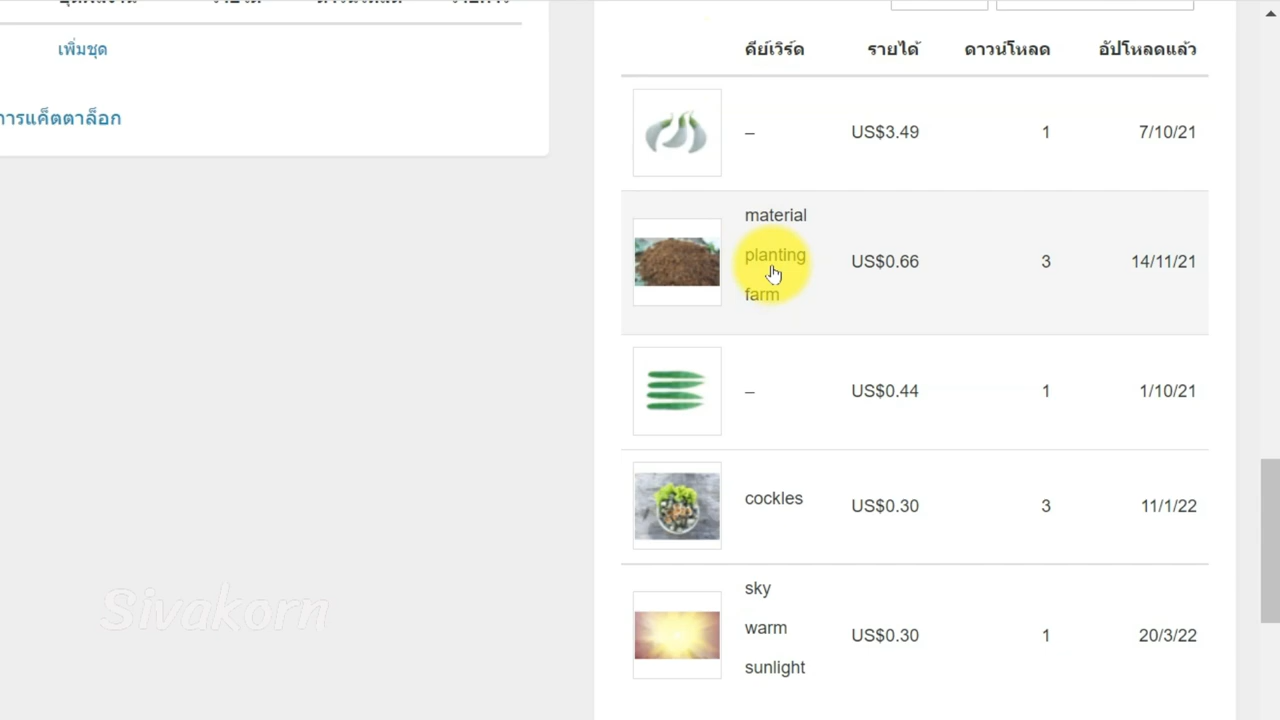 เพิ่มชุด
การแค็ตตาล็อก
คีย์เวิร์ด รายได้ ดาวน์โหลด อัปโหลดแล้ว
– US$3.49 1 7/10/21
material
planting
farm
US$0.66 3 14/11/21
– US$0.44 1 1/10/21
cockles US$0.30 3 11/1/22
sky
warm
sunlight
US$0.30 1 20/3/22
Sivakorn